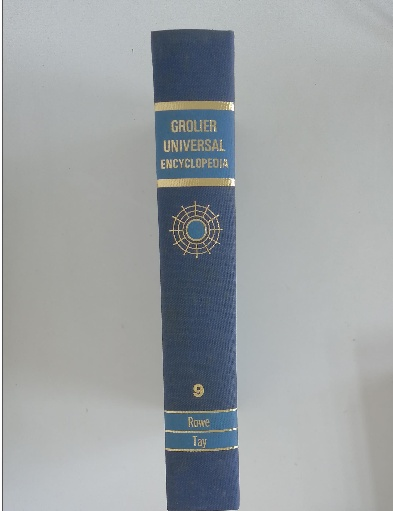 GROLIER
UNIVERSAL
ENCYCLOPEDIA
9
Rowe
Tay